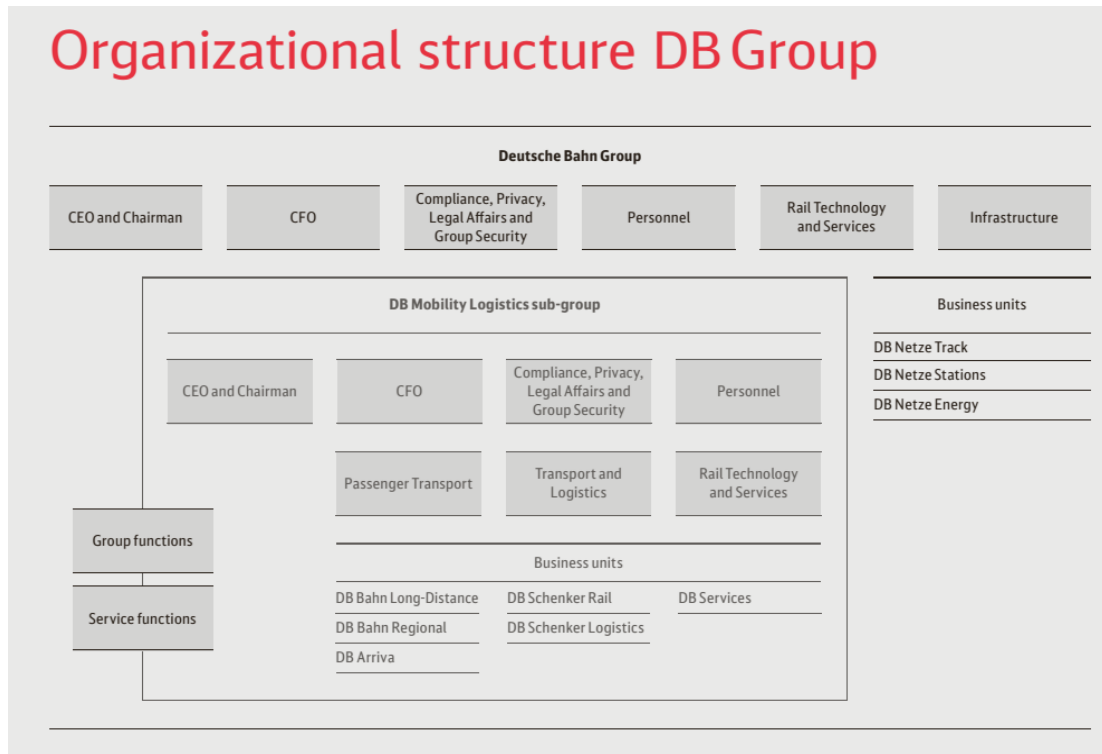 Organizational structure DB Group
Deutsche Bahn Group
CEO and Chairman
CFO
Compliance, Privacy,
Legal Affairs and
Group Security
Personnel
Rail Technology
and Services
Infrastructure
DB Mobility Logistics sub-group
CEO and Chairman
CFO
Compliance, Privacy,
Legal Affairs and
Group Security
Personnel
Passenger Transport
Transport and
Logistics
Rail Technology
and Services
Group functions
Service functions
Business units
DB Bahn Long-Distance
DB Bahn Regional
DB Arriva
DB Schenker Rail
DB Schenker Logistics
DB Services
Business units
DB Netze Track
DB Netze Stations
DB Netze Energy